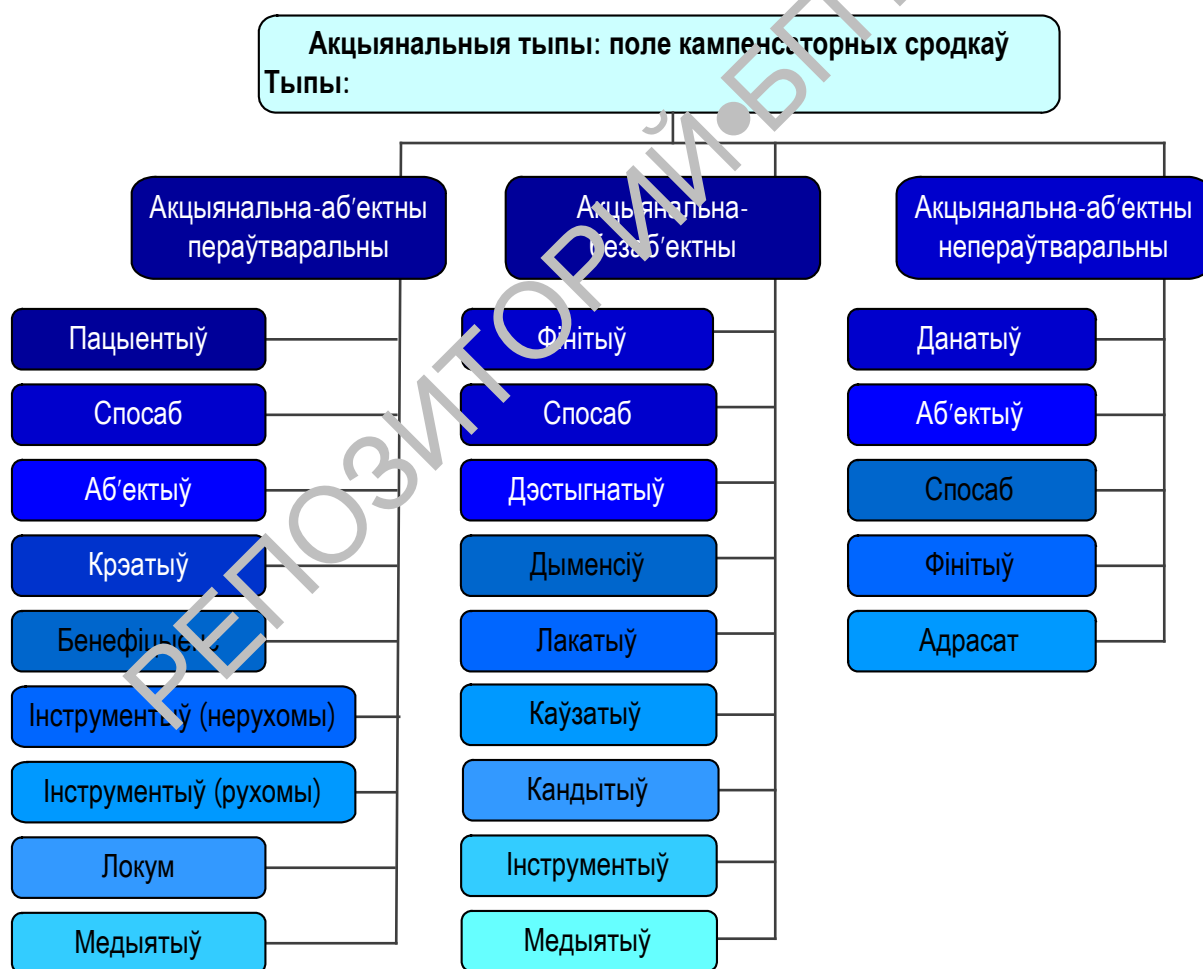 Акцыянальныя тыпы: поле кампенсаторных сродкаў
Тыпы:
Акцыянальна-аб'ектны
пераўтваральны
Пацыентыў
Спосаб
Аб'ектыў
Крэатыў
Бенефіцыенс
Інструментыў (нерухомы)
Інструментыў (рухомы)
Локум
Медыятыў
Акцыянальна-
безаб'ектны
Фінітыў
Спосаб
Дэстыгнатыў
Дыменсіў
Лакатыў
Каўзатыў
Кандытыў
Інструментыў
Медыятыў
Акцыянальна-аб'ектны
непераўтваральны
Данатыў
Аб'ектыў
Спосаб
Фінітыў
Адрасат
РЕПОЗИТОРИЙ